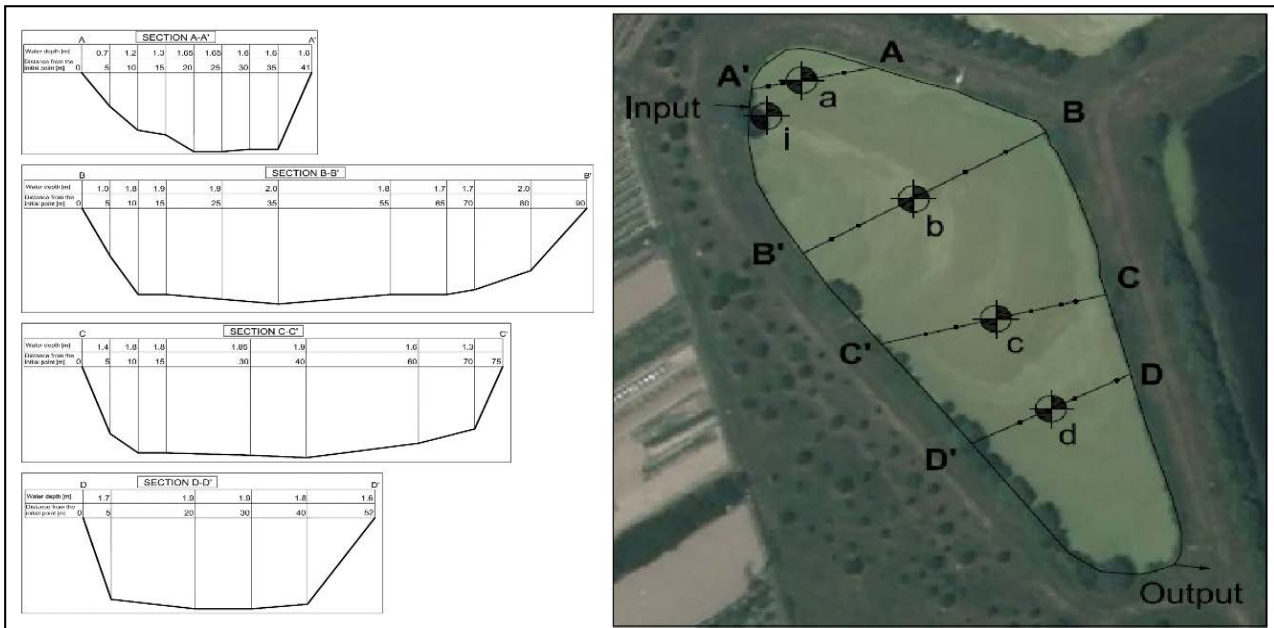 SECTION A-A'
A A'
Water depth [m] 0.7 1.2 1.3 1.65 1.65 1.6 1.6 1.6
Distance from the initial point [m] 0 5 10 15 20 25 30 35 41
SECTION B-B'
B B'
Water depth [m] 1.0 1.8 1.9 1.9 2.0 1.8 1.7 1.7 2.0
Distance from the initial point [m] 0 5 10 15 25 35 55 65 70 80 90
SECTION C-C'
C C'
Water depth [m] 1.4 1.8 1.8 1.85 1.9 1.6 1.3
Distance from the initial point [m] 0 5 10 15 30 40 60 70 75
SECTION D-D'
D D'
Water depth [m] 1.7 1.9 1.9 1.8 1.6
Distance from the initial point [m] 0 5 20 30 40 52
A' A
a
Input
i
B
b
B'
C
c
C'
D
d
D'
Output